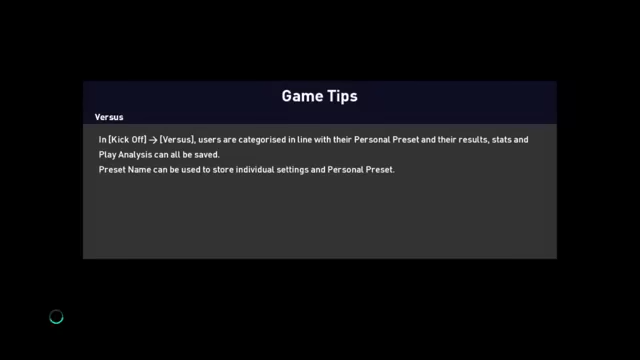 Game Tips
Versus
In [Kick Off] → [Versus], users are categorised in line with their Personal Preset and their results, stats and
Play Analysis can all be saved.
Preset Name can be used to store individual settings and Personal Preset.